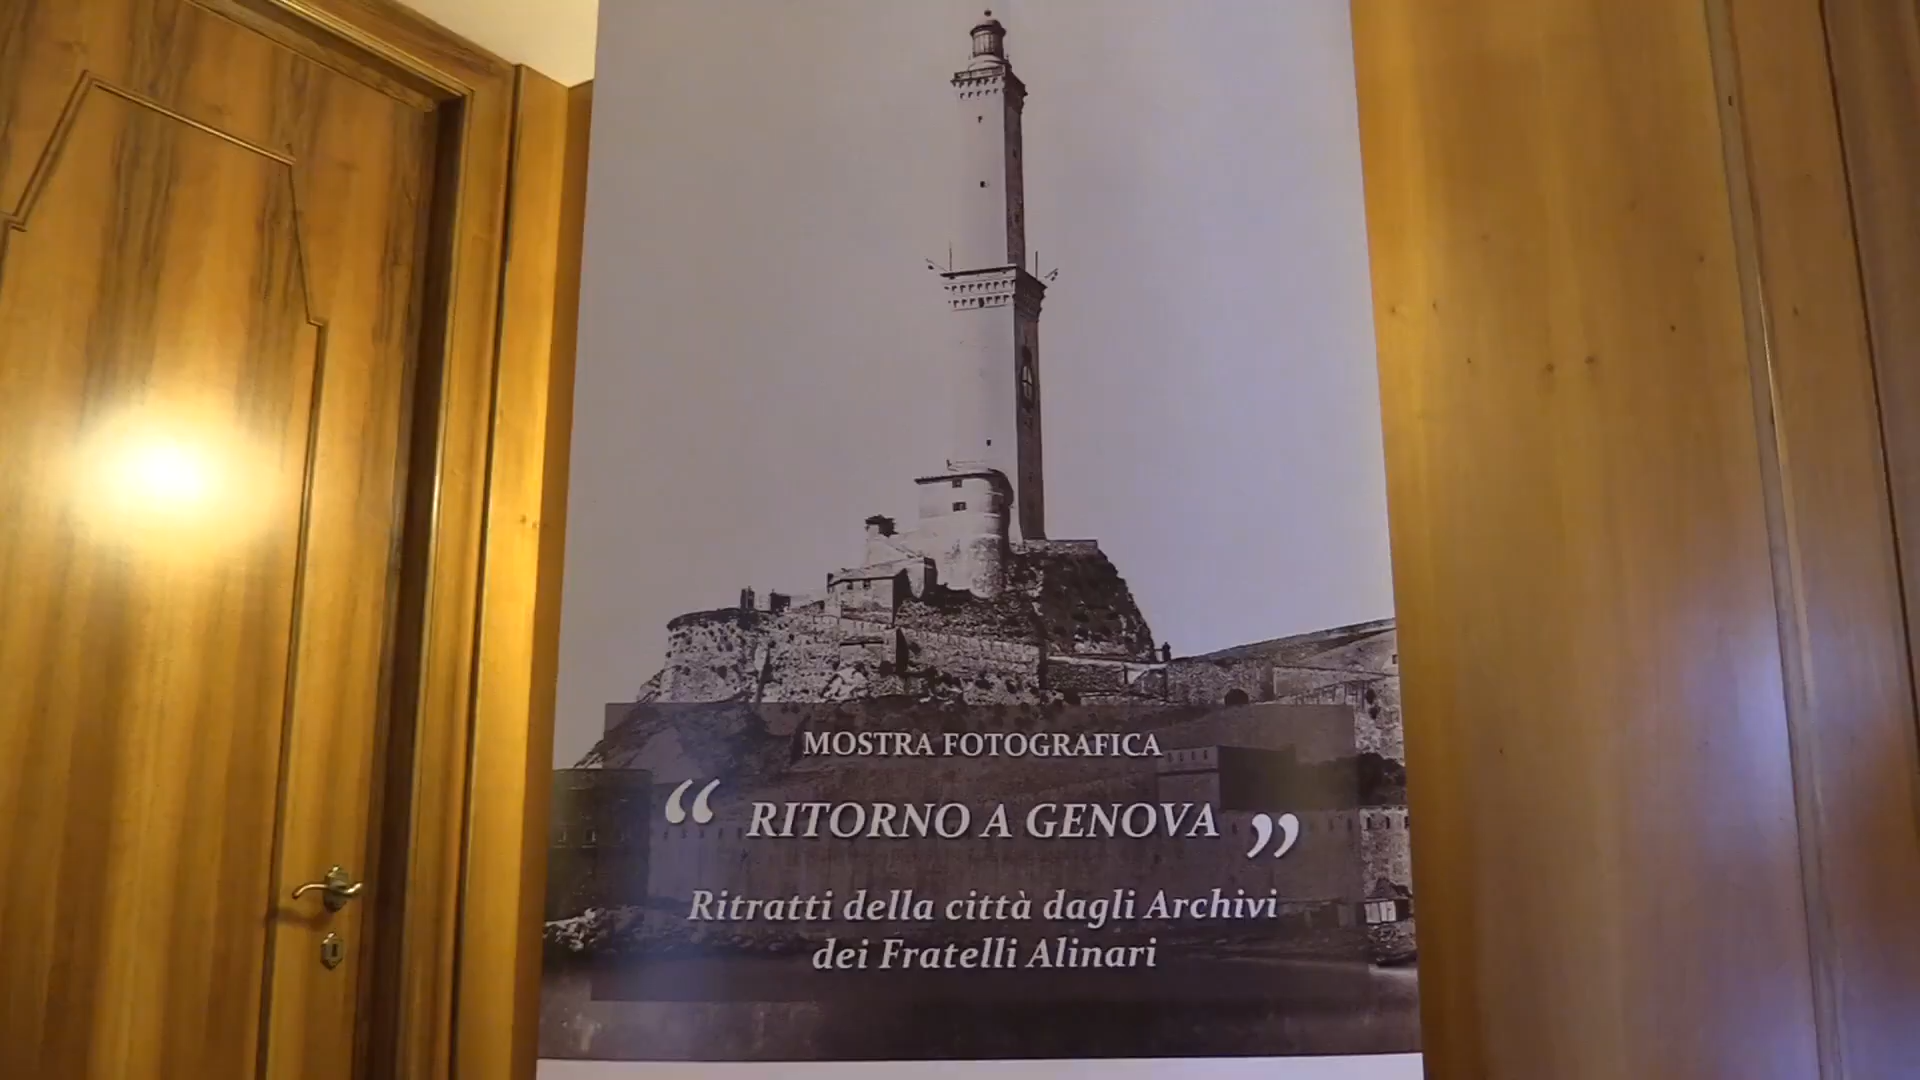 MOSTRA FOTOGRAFICA
“ RITORNO A GENOVA ”
Ritratti della città dagli Archivi
dei Fratelli Alinari